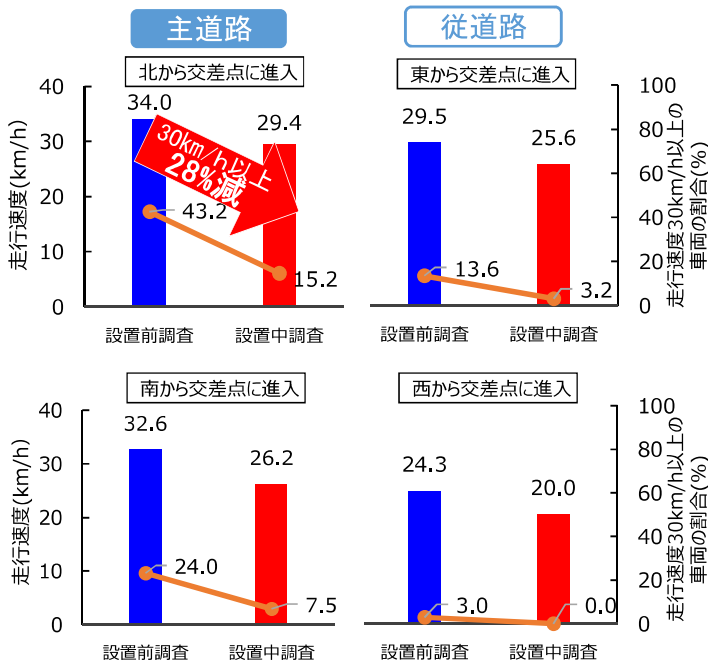 主道路
従道路
北から交差点に進入
東から交差点に進入
走行速度(km/h)
40
30
20
10
0
34.0
29.4
30km/h以上
28%減
43.2
15.2
設置前調査
設置中調査
29.5
25.6
13.6
3.2
設置前調査
設置中調査
100
80
60
40
20
0
走行速度30km/h以上の
車両の割合(%)
南から交差点に進入
西から交差点に進入
走行速度(km/h)
40
30
20
10
0
32.6
26.2
24.0
7.5
設置前調査
設置中調査
24.3
20.0
3.0
0.0
設置前調査
設置中調査
100
80
60
40
20
0
走行速度30km/h以上の
車両の割合(%)